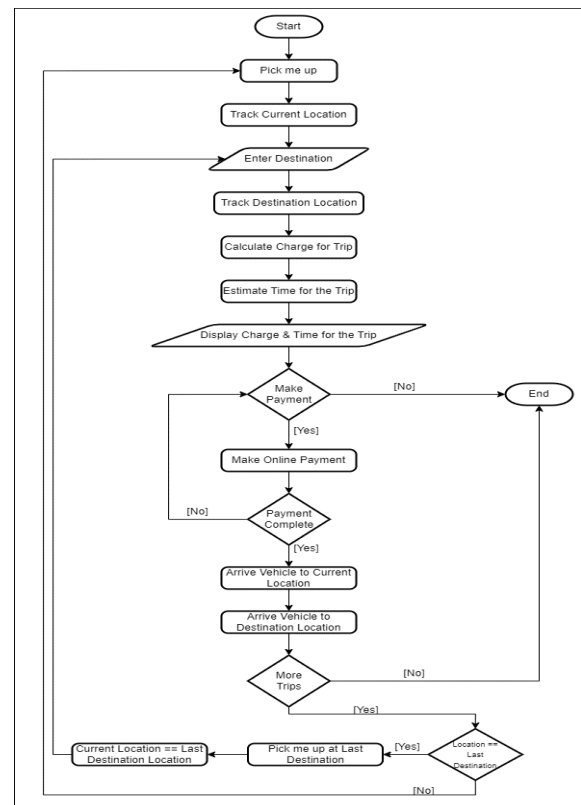 Start
Pick me up
Track Current Location
Enter Destination
Track Destination Location
Calculate Charge for Trip
Estimate Time for the Trip
Display Charge & Time for the Trip
Make
Payment
[No]
End
[Yes]
Make Online Payment
Payment
Complete
[No]
[Yes]
Arrive Vehicle to Current
Location
Arrive Vehicle to
Destination Location
More
Trips
[No]
[Yes]
Location ==
Last
Destination
[Yes]
Pick me up at Last
Destination
Current Location == Last
Destination Location
[No]